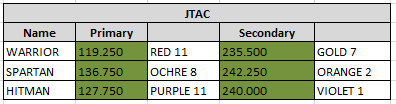 JTAC
Name Primary Secondary
WARRIOR 119.250 RED 11 235.500 GOLD 7
SPARTAN 136.750 OCHRE 8 242.250 ORANGE 2
HITMAN 127.750 PURPLE 11 240.000 VIOLET 1